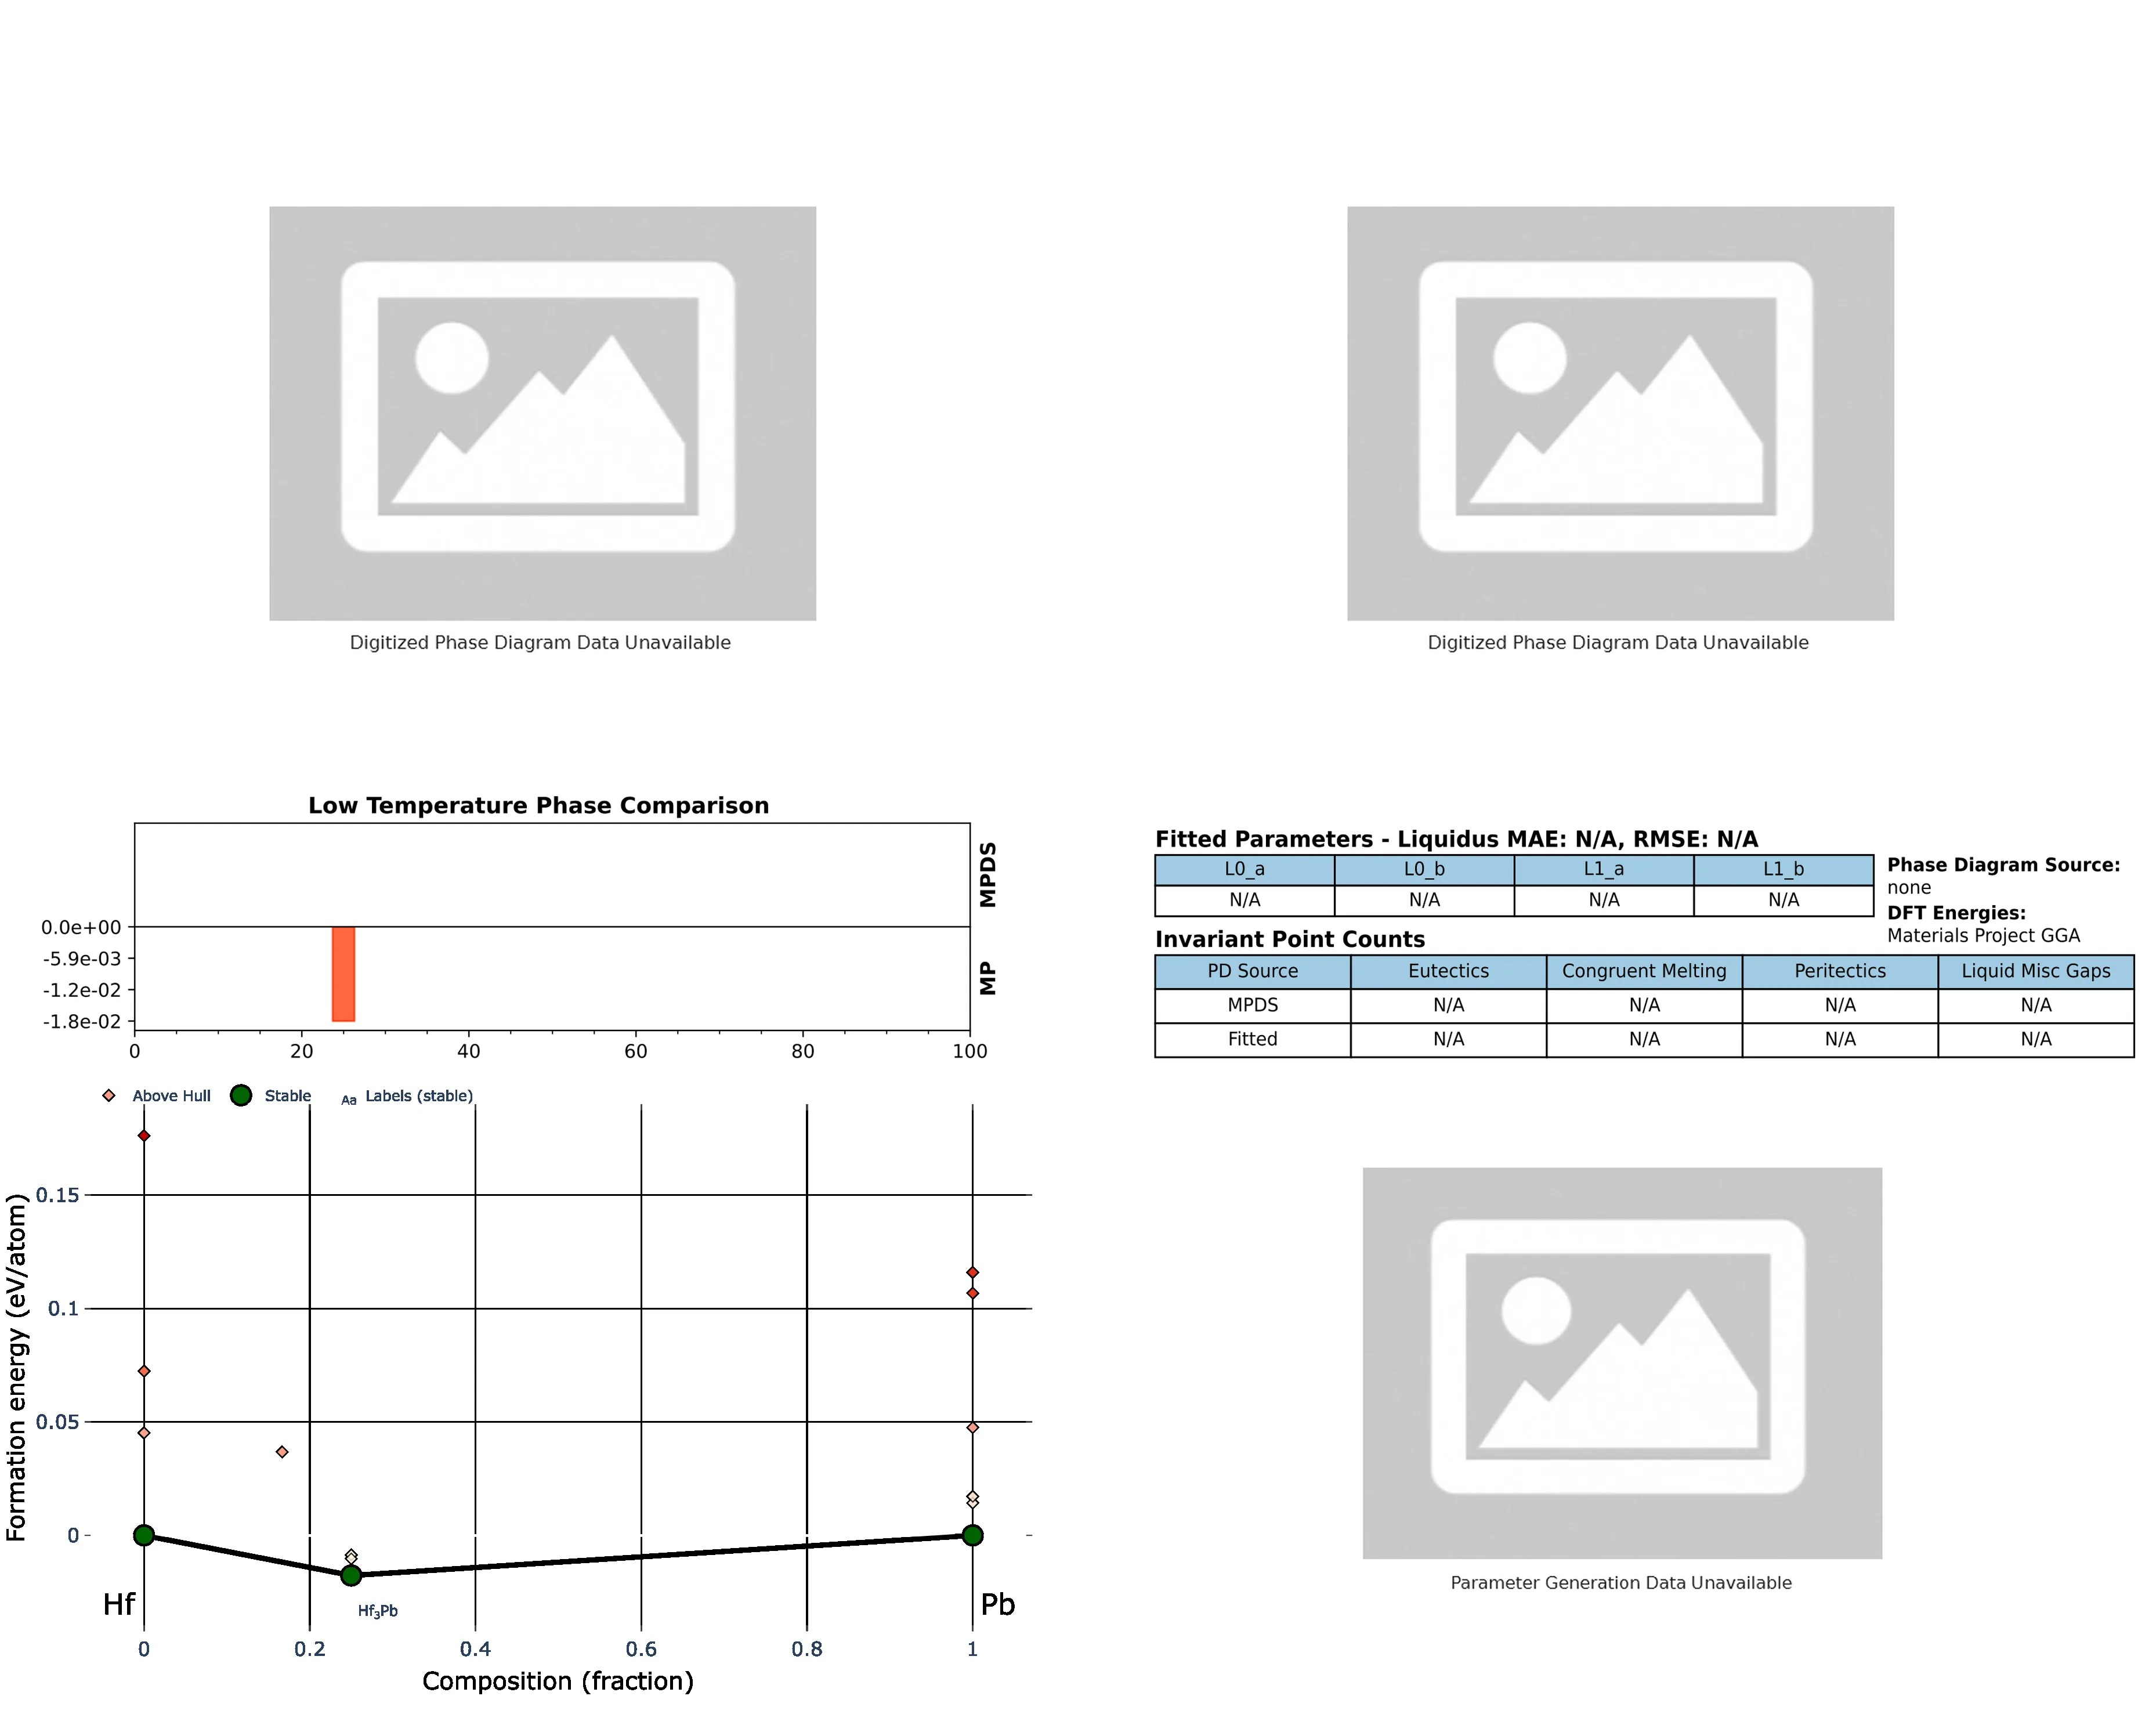 Digitized Phase Diagram Data Unavailable
Digitized Phase Diagram Data Unavailable
Low Temperature Phase Comparison
MPDS
MP
0.0e+00
-5.9e-03
-1.2e-02
-1.8e-02
0 20 40 60 80 100
Fitted Parameters - Liquidus MAE: N/A, RMSE: N/A
L0_a L0_b L1_a L1_b
N/A N/A N/A N/A
Phase Diagram Source:
none
DFT Energies:
Materials Project GGA
Invariant Point Counts
PD Source Eutectics Congruent Melting Peritectics Liquid Misc Gaps
MPDS N/A N/A N/A N/A
Fitted N/A N/A N/A N/A
Above Hull Stable Aa Labels (stable)
Formation energy (eV/atom)
0.15
0.1
0.05
0
Hf
Hf₃Pb
Pb
0 0.2 0.4 0.6 0.8 1
Composition (fraction)
Parameter Generation Data Unavailable